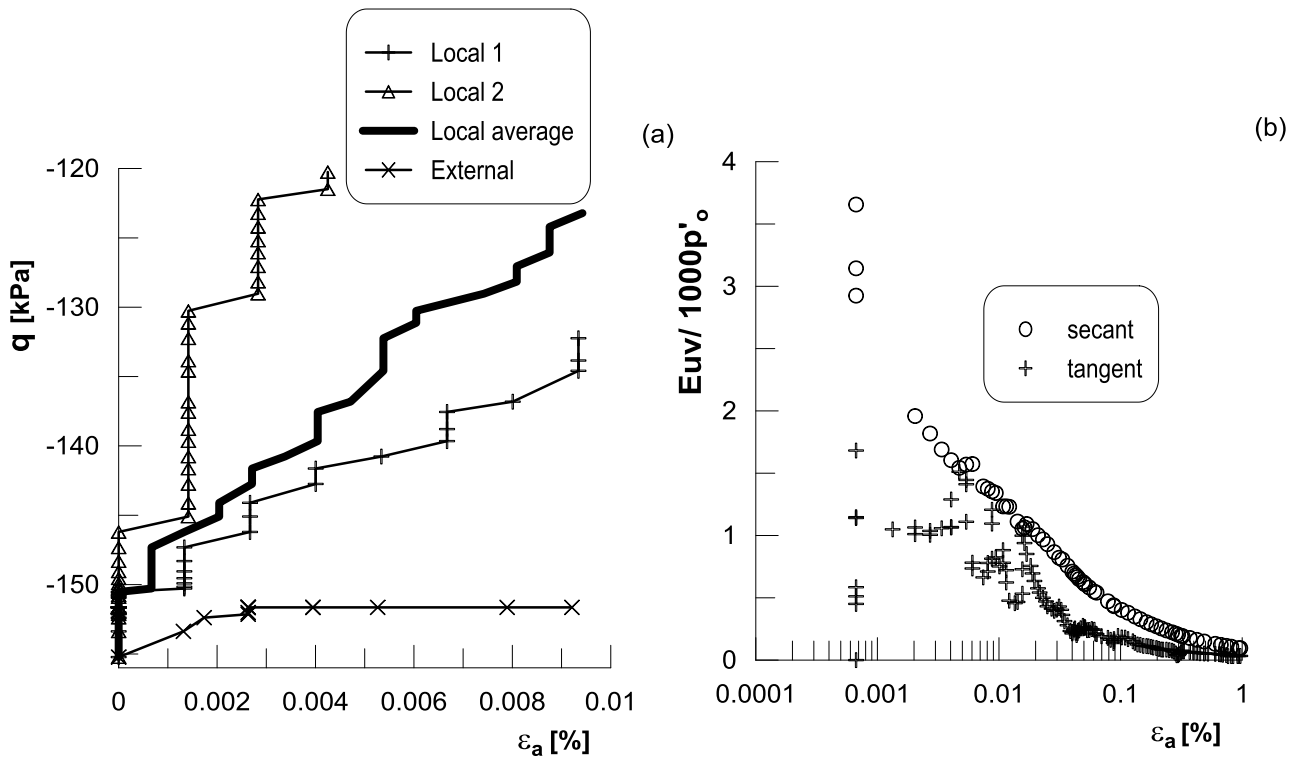 Local 1
Local 2
Local average
External
(a)
-120
-130
-140
-150
q [kPa]
0
0.002
0.004
0.006
0.008
0.01
εa [%]
(b)
4
3
2
1
0
Euv/ 1000p'o
secant
tangent
0.0001
0.001
0.01
0.1
1
εa [%]